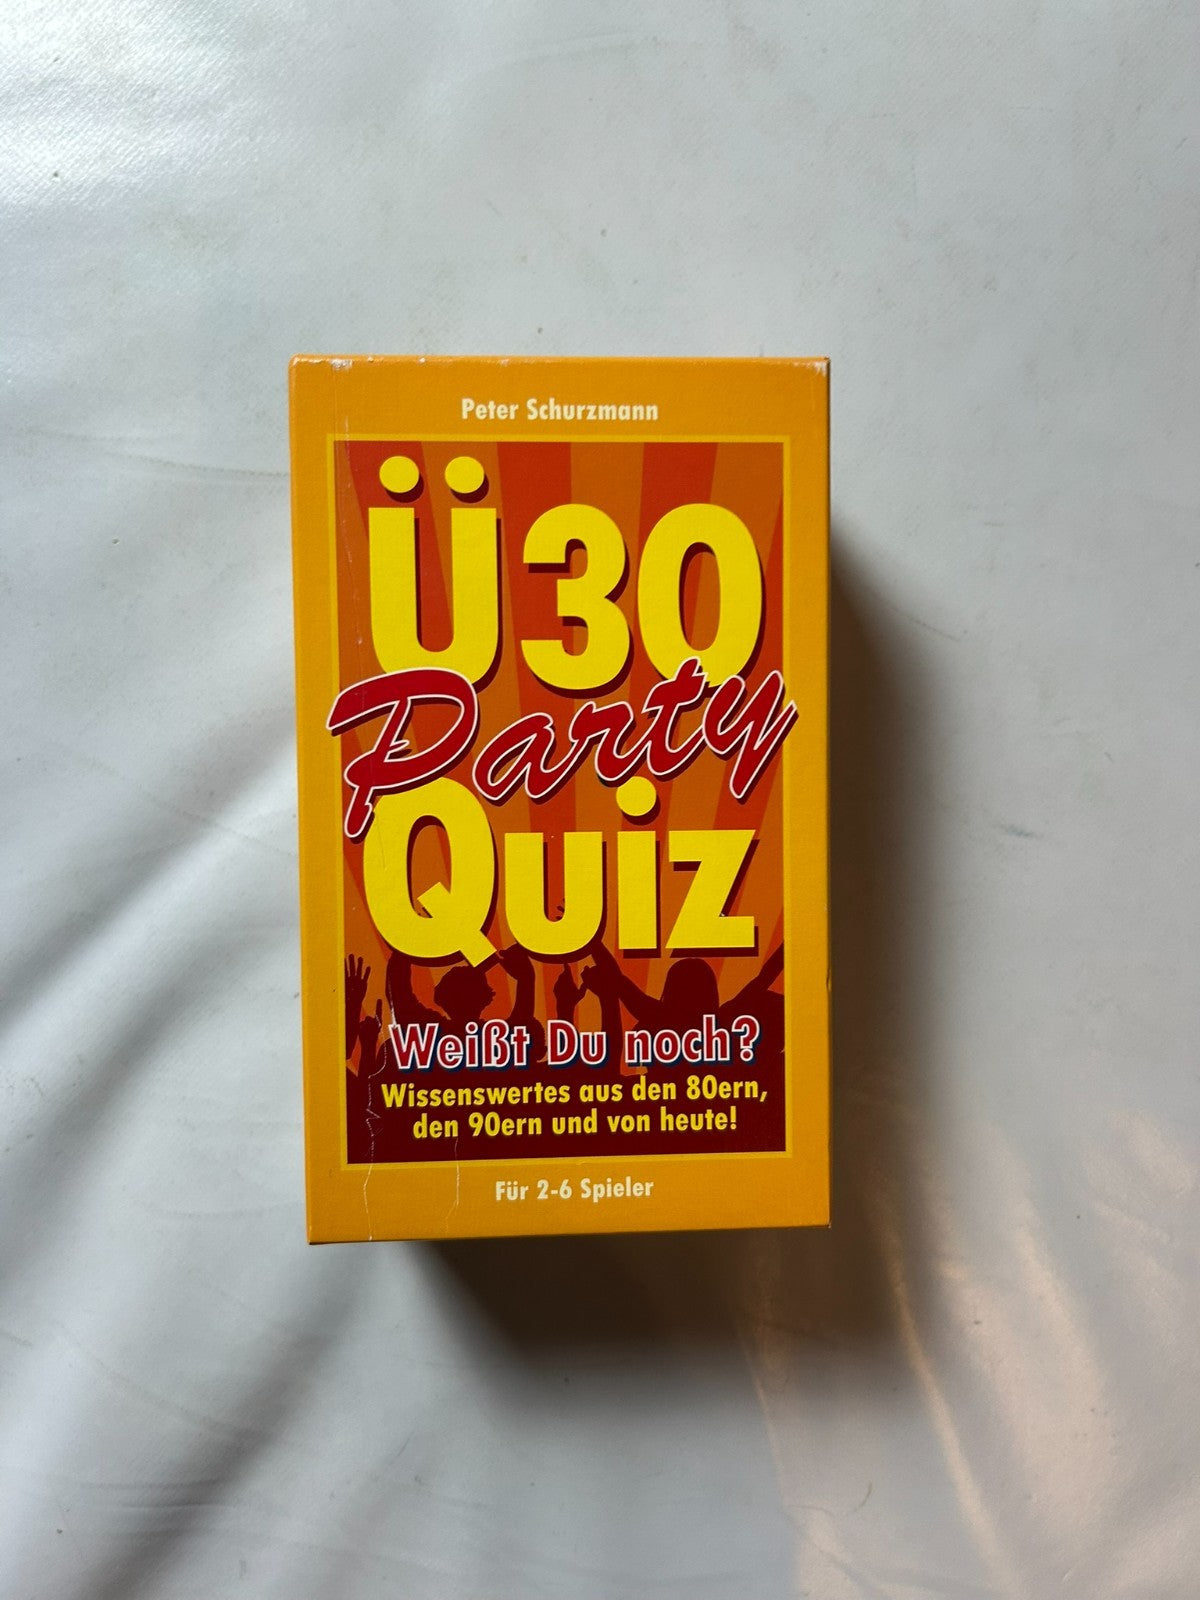 Peter Schurzmann
Ü30
Party
Quiz
Weißt Du noch?
Wissenswertes aus den 80ern,
den 90ern und von heute!
Für 2-6 Spieler